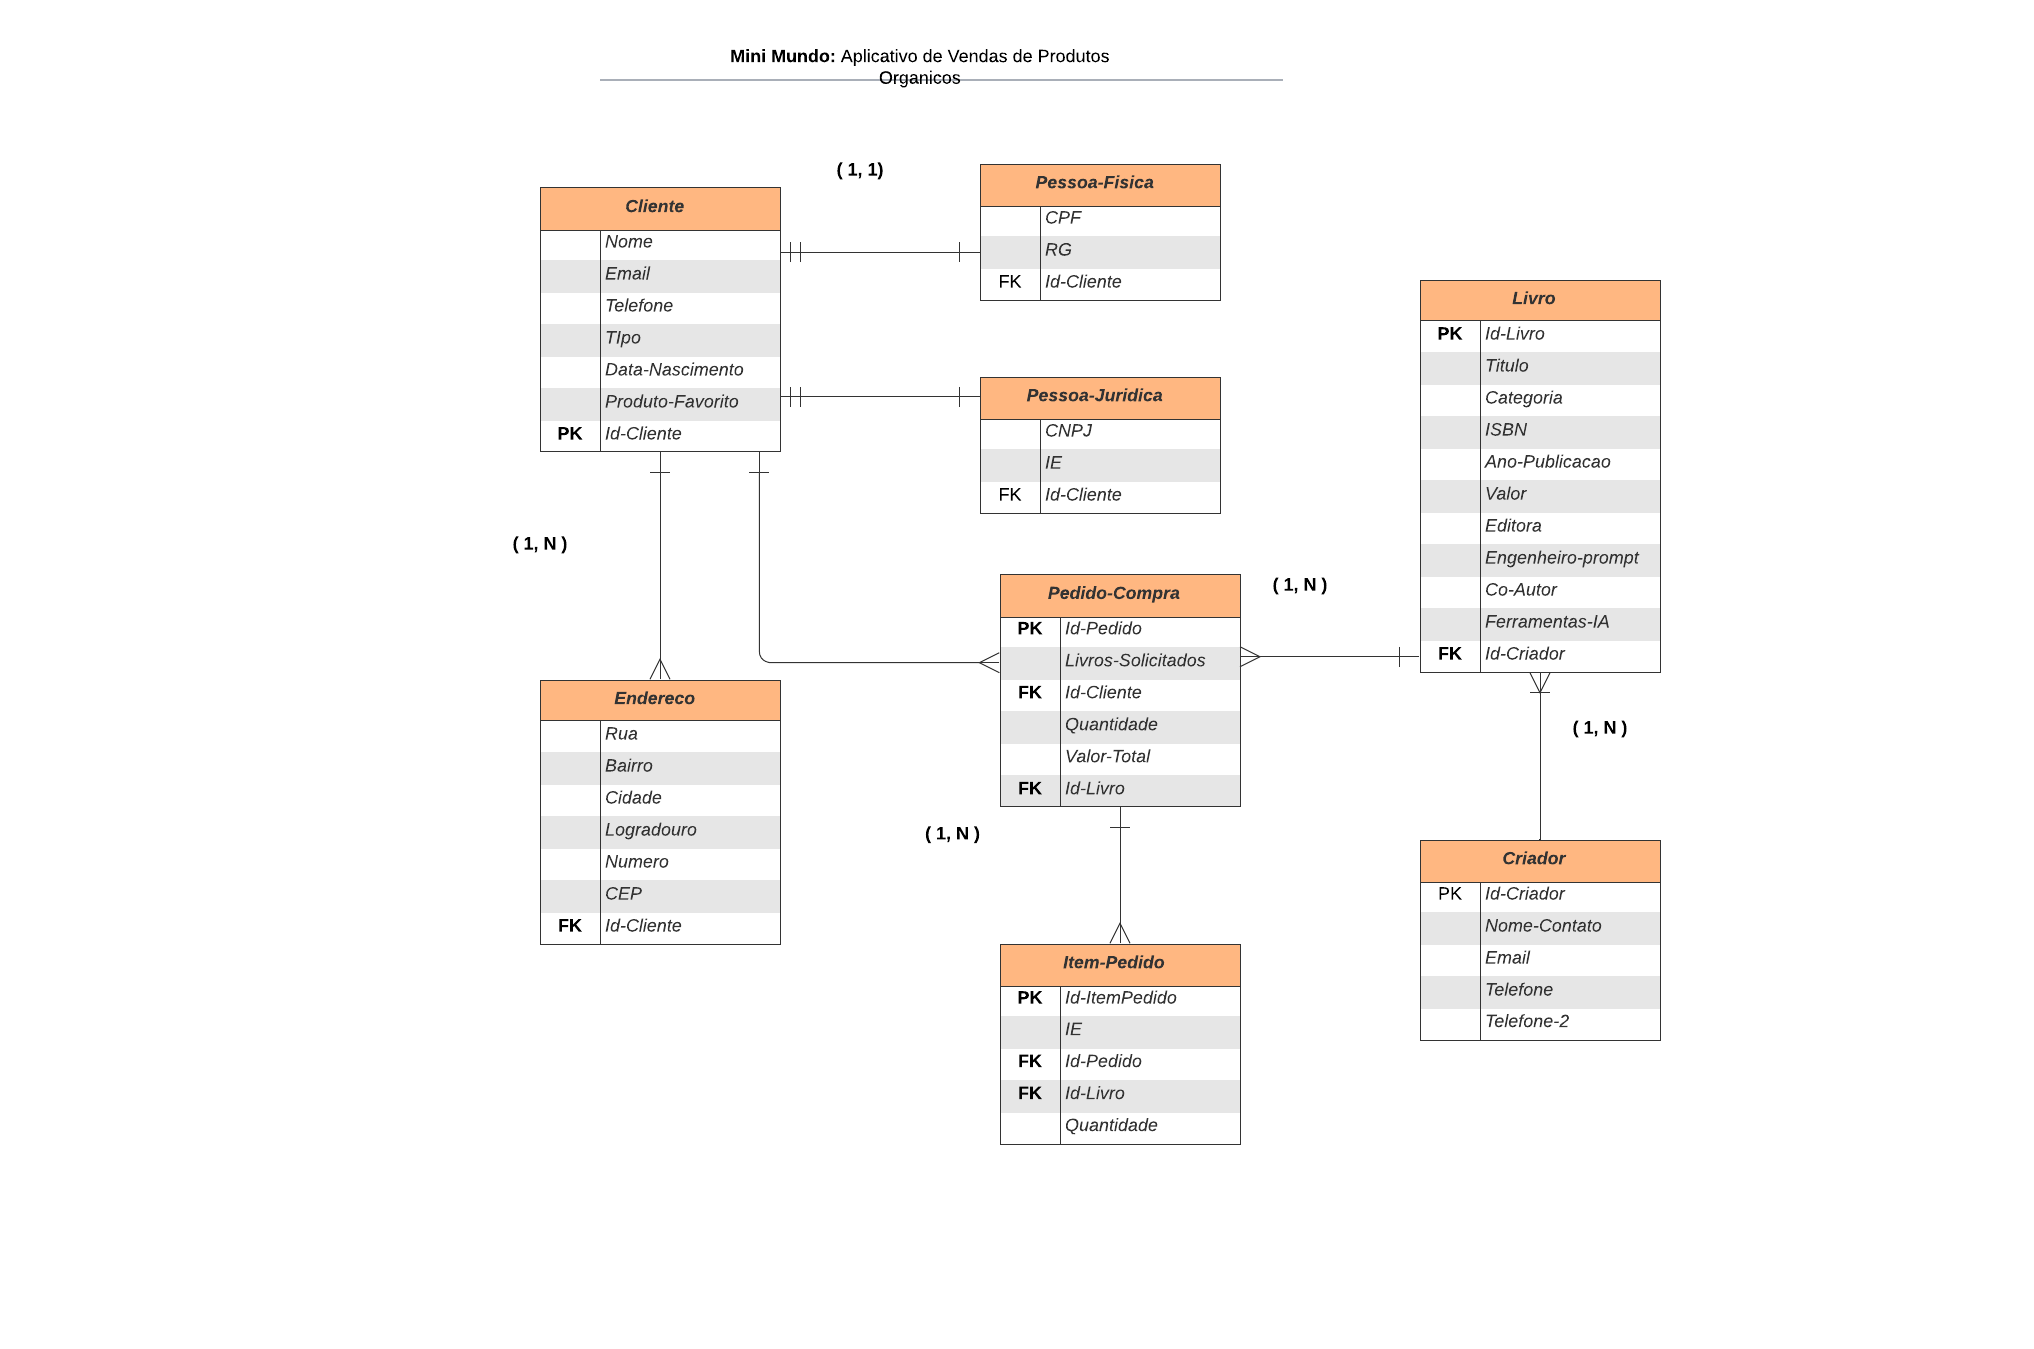 Mini Mundo: Aplicativo de Vendas de Produtos
Organicos
( 1, 1)
Cliente
Nome
Email
Telefone
TIpo
Data-Nascimento
Produto-Favorito
PK Id-Cliente
Pessoa-Fisica
CPF
RG
FK Id-Cliente
Pessoa-Juridica
CNPJ
IE
FK Id-Cliente
Livro
PK Id-Livro
Titulo
Categoria
ISBN
Ano-Publicacao
Valor
Editora
Engenheiro-prompt
Co-Autor
Ferramentas-IA
FK Id-Criador
( 1, N )
( 1, N )
( 1, N )
Pedido-Compra
PK Id-Pedido
Livros-Solicitados
FK Id-Cliente
Quantidade
Valor-Total
FK Id-Livro
Endereco
Rua
Bairro
Cidade
Logradouro
Numero
CEP
FK Id-Cliente
( 1, N )
Item-Pedido
PK Id-ItemPedido
IE
FK Id-Pedido
FK Id-Livro
Quantidade
Criador
PK Id-Criador
Nome-Contato
Email
Telefone
Telefone-2